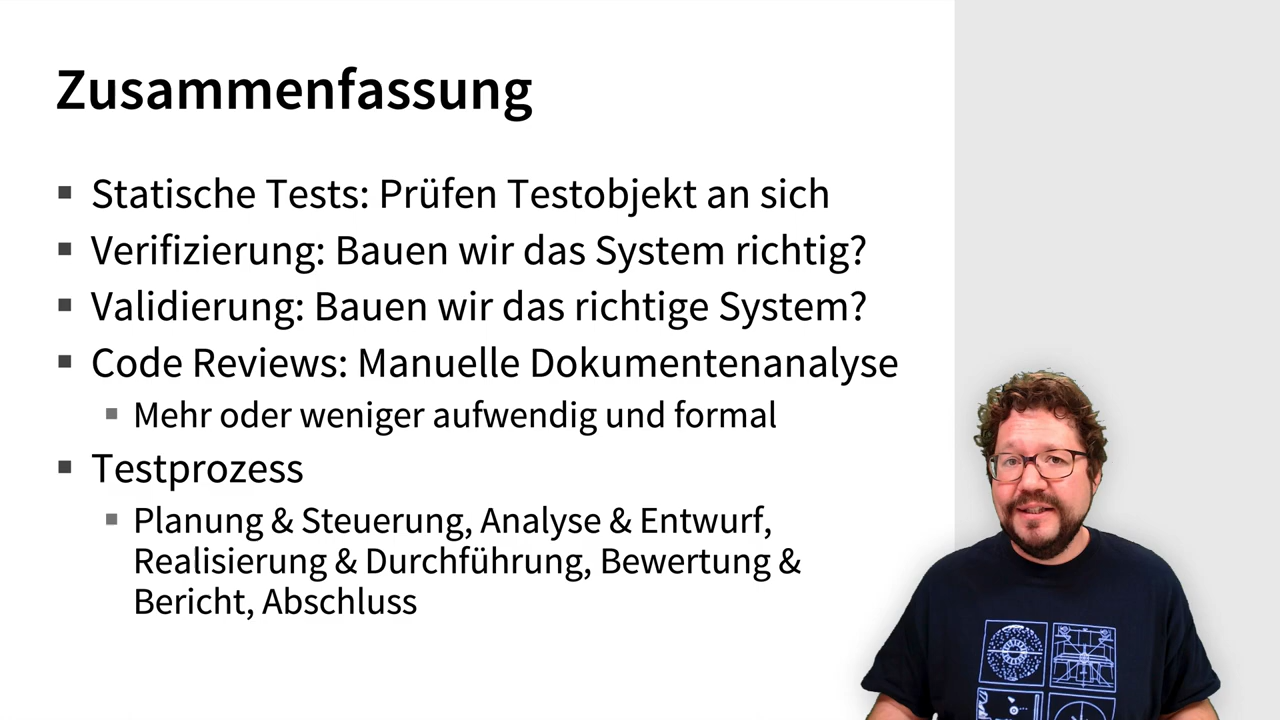 Zusammenfassung
▪ Statische Tests: Prüfen Testobjekt an sich
▪ Verifizierung: Bauen wir das System richtig?
▪ Validierung: Bauen wir das richtige System?
▪ Code Reviews: Manuelle Dokumentenanalyse
▪ Mehr oder weniger aufwendig und formal
▪ Testprozess
▪ Planung & Steuerung, Analyse & Entwurf,
Realisierung & Durchführung, Bewertung &
Bericht, Abschluss